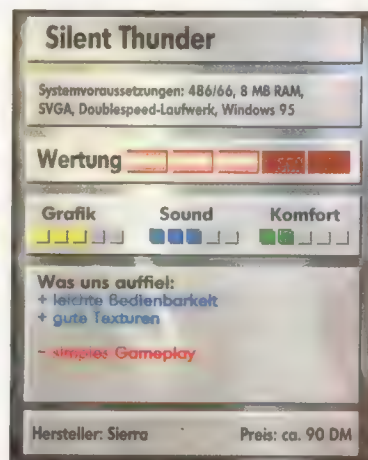 Silent Thunder
Systemvoraussetzungen: 486/66, 8 MB RAM,
SVGA, Doublespeed-Laufwerk, Windows 95
Wertung
Grafik Sound Komfort
Was uns auffiel:
+ leichte Bedienbarkeit
+ gute Texturen
- simples Gameplay
Hersteller: Sierra Preis: ca. 90 DM